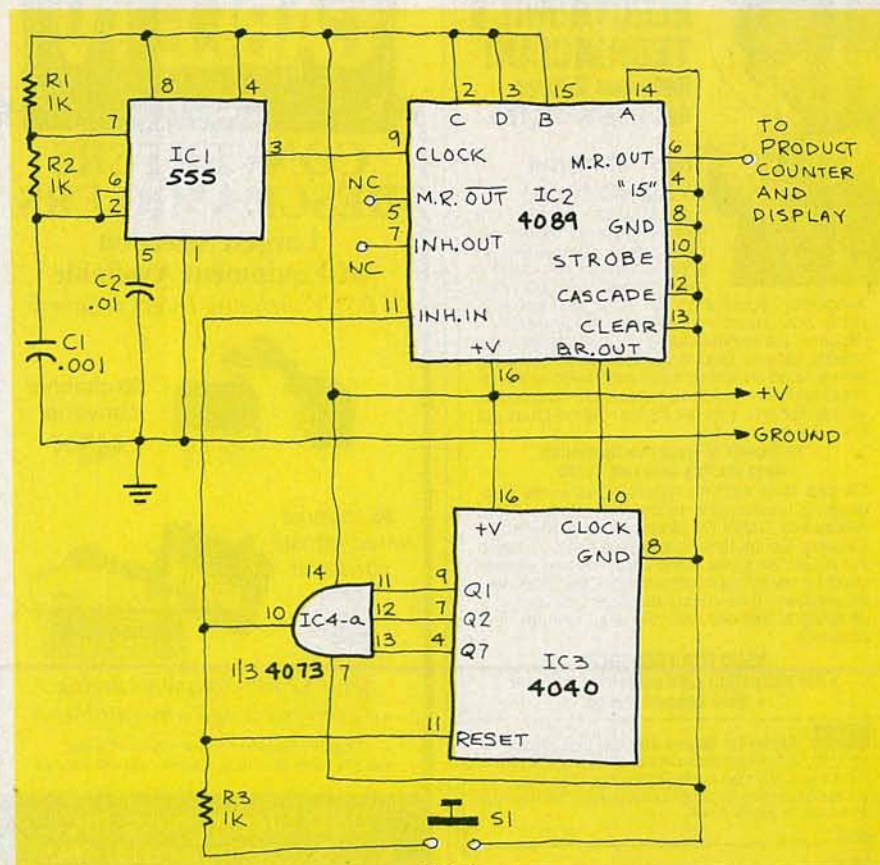 R1
1K
R2
1K
8
4
7
6
2
3
5
1
IC1
555
C2
.01
C1
.001
2
3
15
14
C
D
B
A
9
CLOCK
NC
M.R. OUT
5
7
INH.OUT
NC
11
INH.IN
+V
16
IC2
4089
M.R. OUT
6
"15"
4
GND
8
STROBE
10
CASCADE
12
CLEAR
13
BR.OUT
1
TO
PRODUCT
COUNTER
AND
DISPLAY
+V
GROUND
16
10
+V
CLOCK
GND
8
14
10
IC4-a
11
12
13
1/3 4073
7
9
Q1
7
Q2
4
Q7
IC3
4040
11
RESET
R3
1K
S1